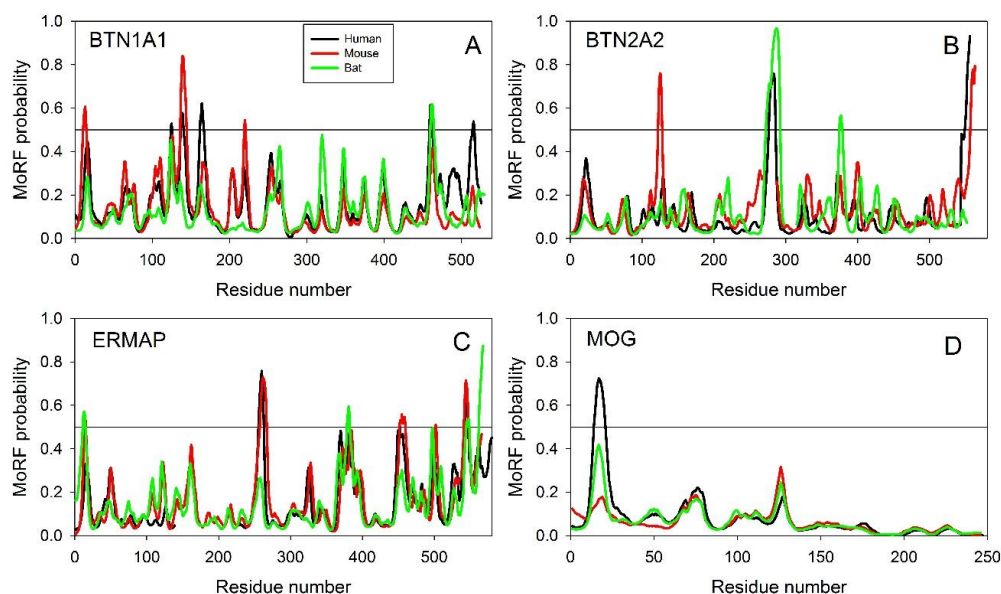 BTN1A1
A
Human
Mouse
Bat
MoRF probability
1.0
0.8
0.6
0.4
0.2
0.0
0 100 200 300 400 500
Residue number
BTN2A2
B
MoRF probability
1.0
0.8
0.6
0.4
0.2
0.0
0 100 200 300 400 500
Residue number
ERMAP
C
MoRF probability
1.0
0.8
0.6
0.4
0.2
0.0
0 100 200 300 400 500
Residue number
MOG
D
MoRF probability
1.0
0.8
0.6
0.4
0.2
0.0
0 50 100 150 200 250
Residue number